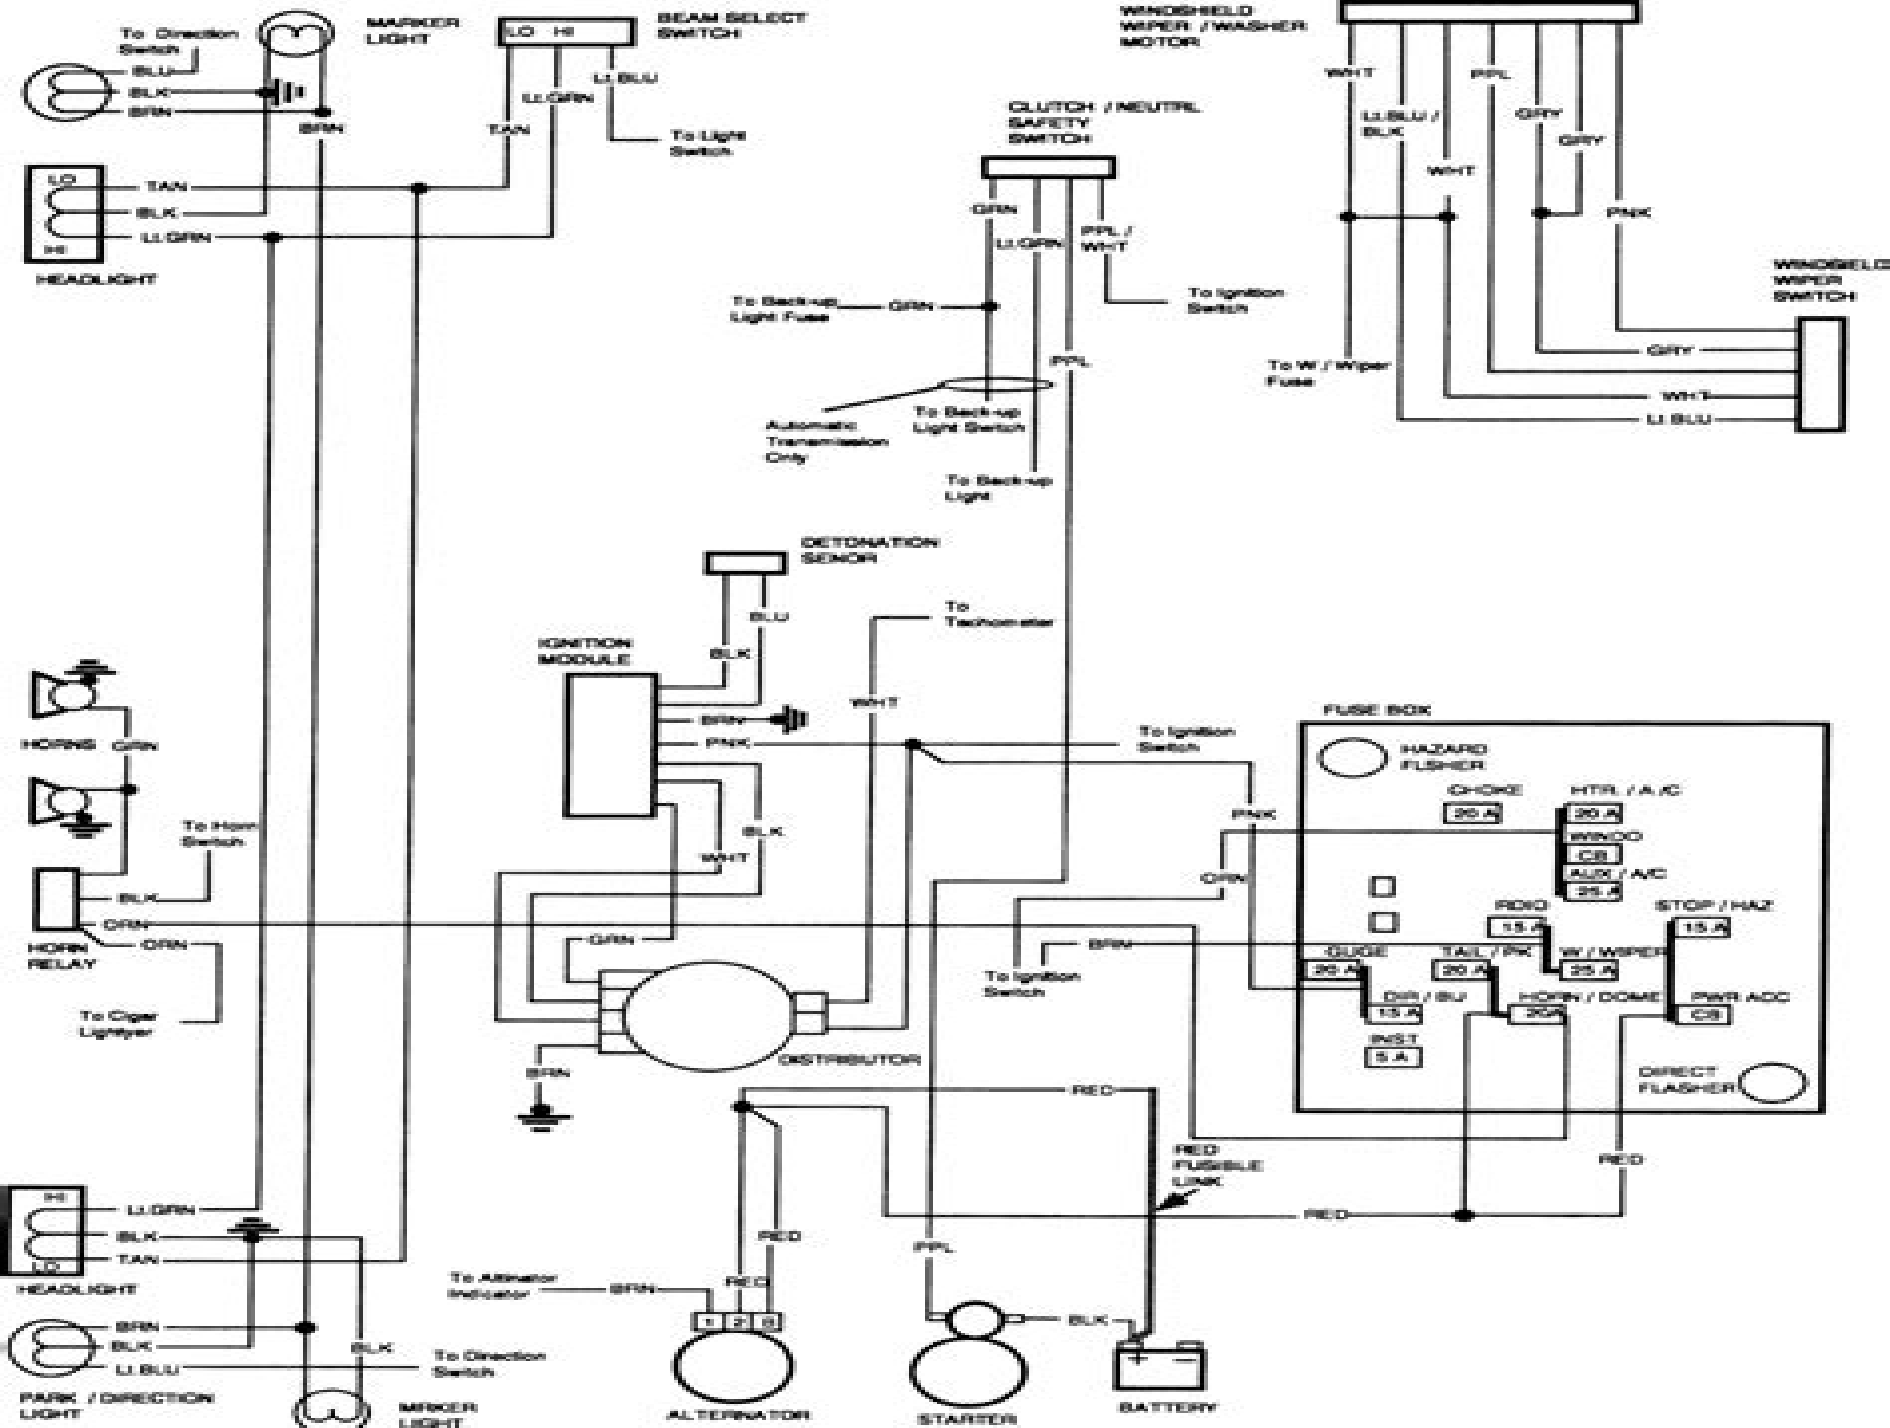 To Direction
Switch
BLU
BLK
BRN
MARKER
LIGHT
BRN
LO HI
BEAM SELECT
SWITCH
Lt.BLU
Lt.GRN
TAN
To Light
Switch
LO
TAN
BLK
Lt.GRN
HI
HEADLIGHT
WINDSHIELD
WIPER / WASHER
MOTOR
WHT
PPL
Lt.BLU /
BLK
GRY
GRY
WHT
PNK
CLUTCH / NEUTRL
SAFETY
SWITCH
GRN
Lt.GRN
PPL /
WHT
To Back-up
Light Fuse
GRN
To Ignition
Switch
PPL
Automatic
Transmission
Only
To Back-up
Light Switch
To Back-up
Light
To W / Wiper
Fuse
WINDSIELD
WIPER
SWITCH
GRY
WHT
Lt.BLU
DETONATION
SENOR
BLU
BLK
IGNITION
MODULE
To
Tachometer
WHT
BRN
PNK
To Ignition
Switch
BLK
WHT
GRN
HORNS
GRN
To Horn
Switch
BLK
ORN
ORN
HORN
RELAY
To Cigar
Lightyer
BRN
DISTRIBUTOR
PNK
ORN
BRN
To Ignition
Switch
FUSE BOX
HAZARD
FLSHER
CHOKE
20 A
HTR. / A/C
20 A
WINDO
CB
AUX / A/C
25 A
RDIO
15 A
STOP / HAZ
15 A
GUGE
20 A
TAIL / PK
20 A
W / WIPER
25 A
DIR / BU
15 A
HORN / DOME
20A
PWR ACC
CB
INST
5 A
DIRECT
FLASHER
RED
RED
FUSIBLE
LINK
RED
RED
HI
Lt.GRN
BLK
TAN
LO
HEADLIGHT
BRN
BLK
Lt.BLU
BLK
To Direction
Switch
PARK / DIRECTION
LIGHT
MRKER
LIGHT
To Altinator
Indicator
BRN
RED
RED
1 2
ALTERNATOR
PPL
BLK
STARTER
+ −
BATTERY